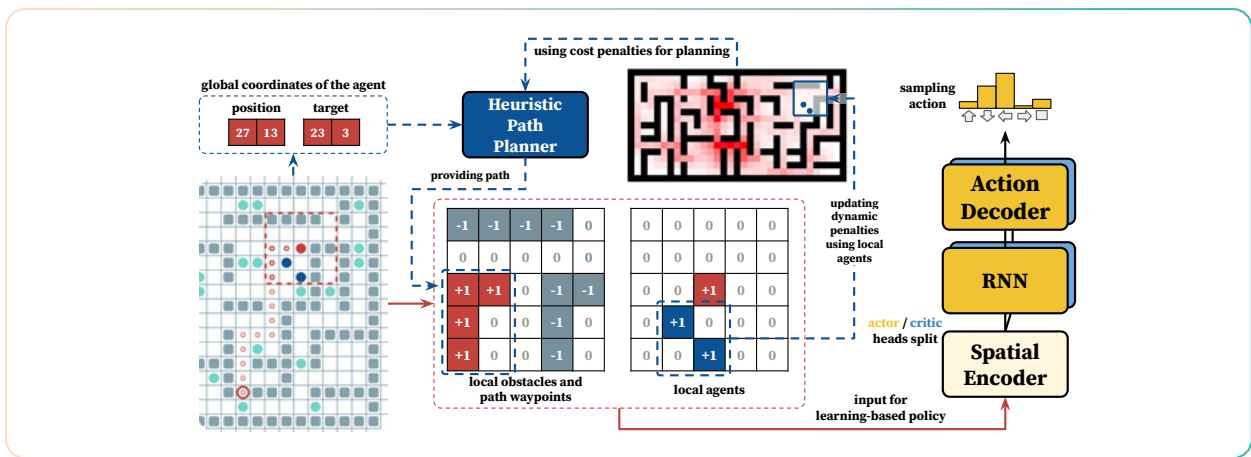 using cost penalties for planning
global coordinates of the agent
position target
27 13 23 3
Heuristic
Path
Planner
sampling
action
providing path
updating
dynamic
penalties
using local
agents
-1 -1 -1 -1 0
0 0 0 0 0
+1 +1 0 -1 -1
+1 0 0 -1 0
+1 0 0 -1 0
local obstacles and
path waypoints
0 0 0 0 0
0 0 0 0 0
0 0 +1 0 0
0 +1 0 0 0
0 0 +1 0 0
local agents
Action
Decoder
RNN
actor / critic
heads split
Spatial
Encoder
input for
learning-based policy